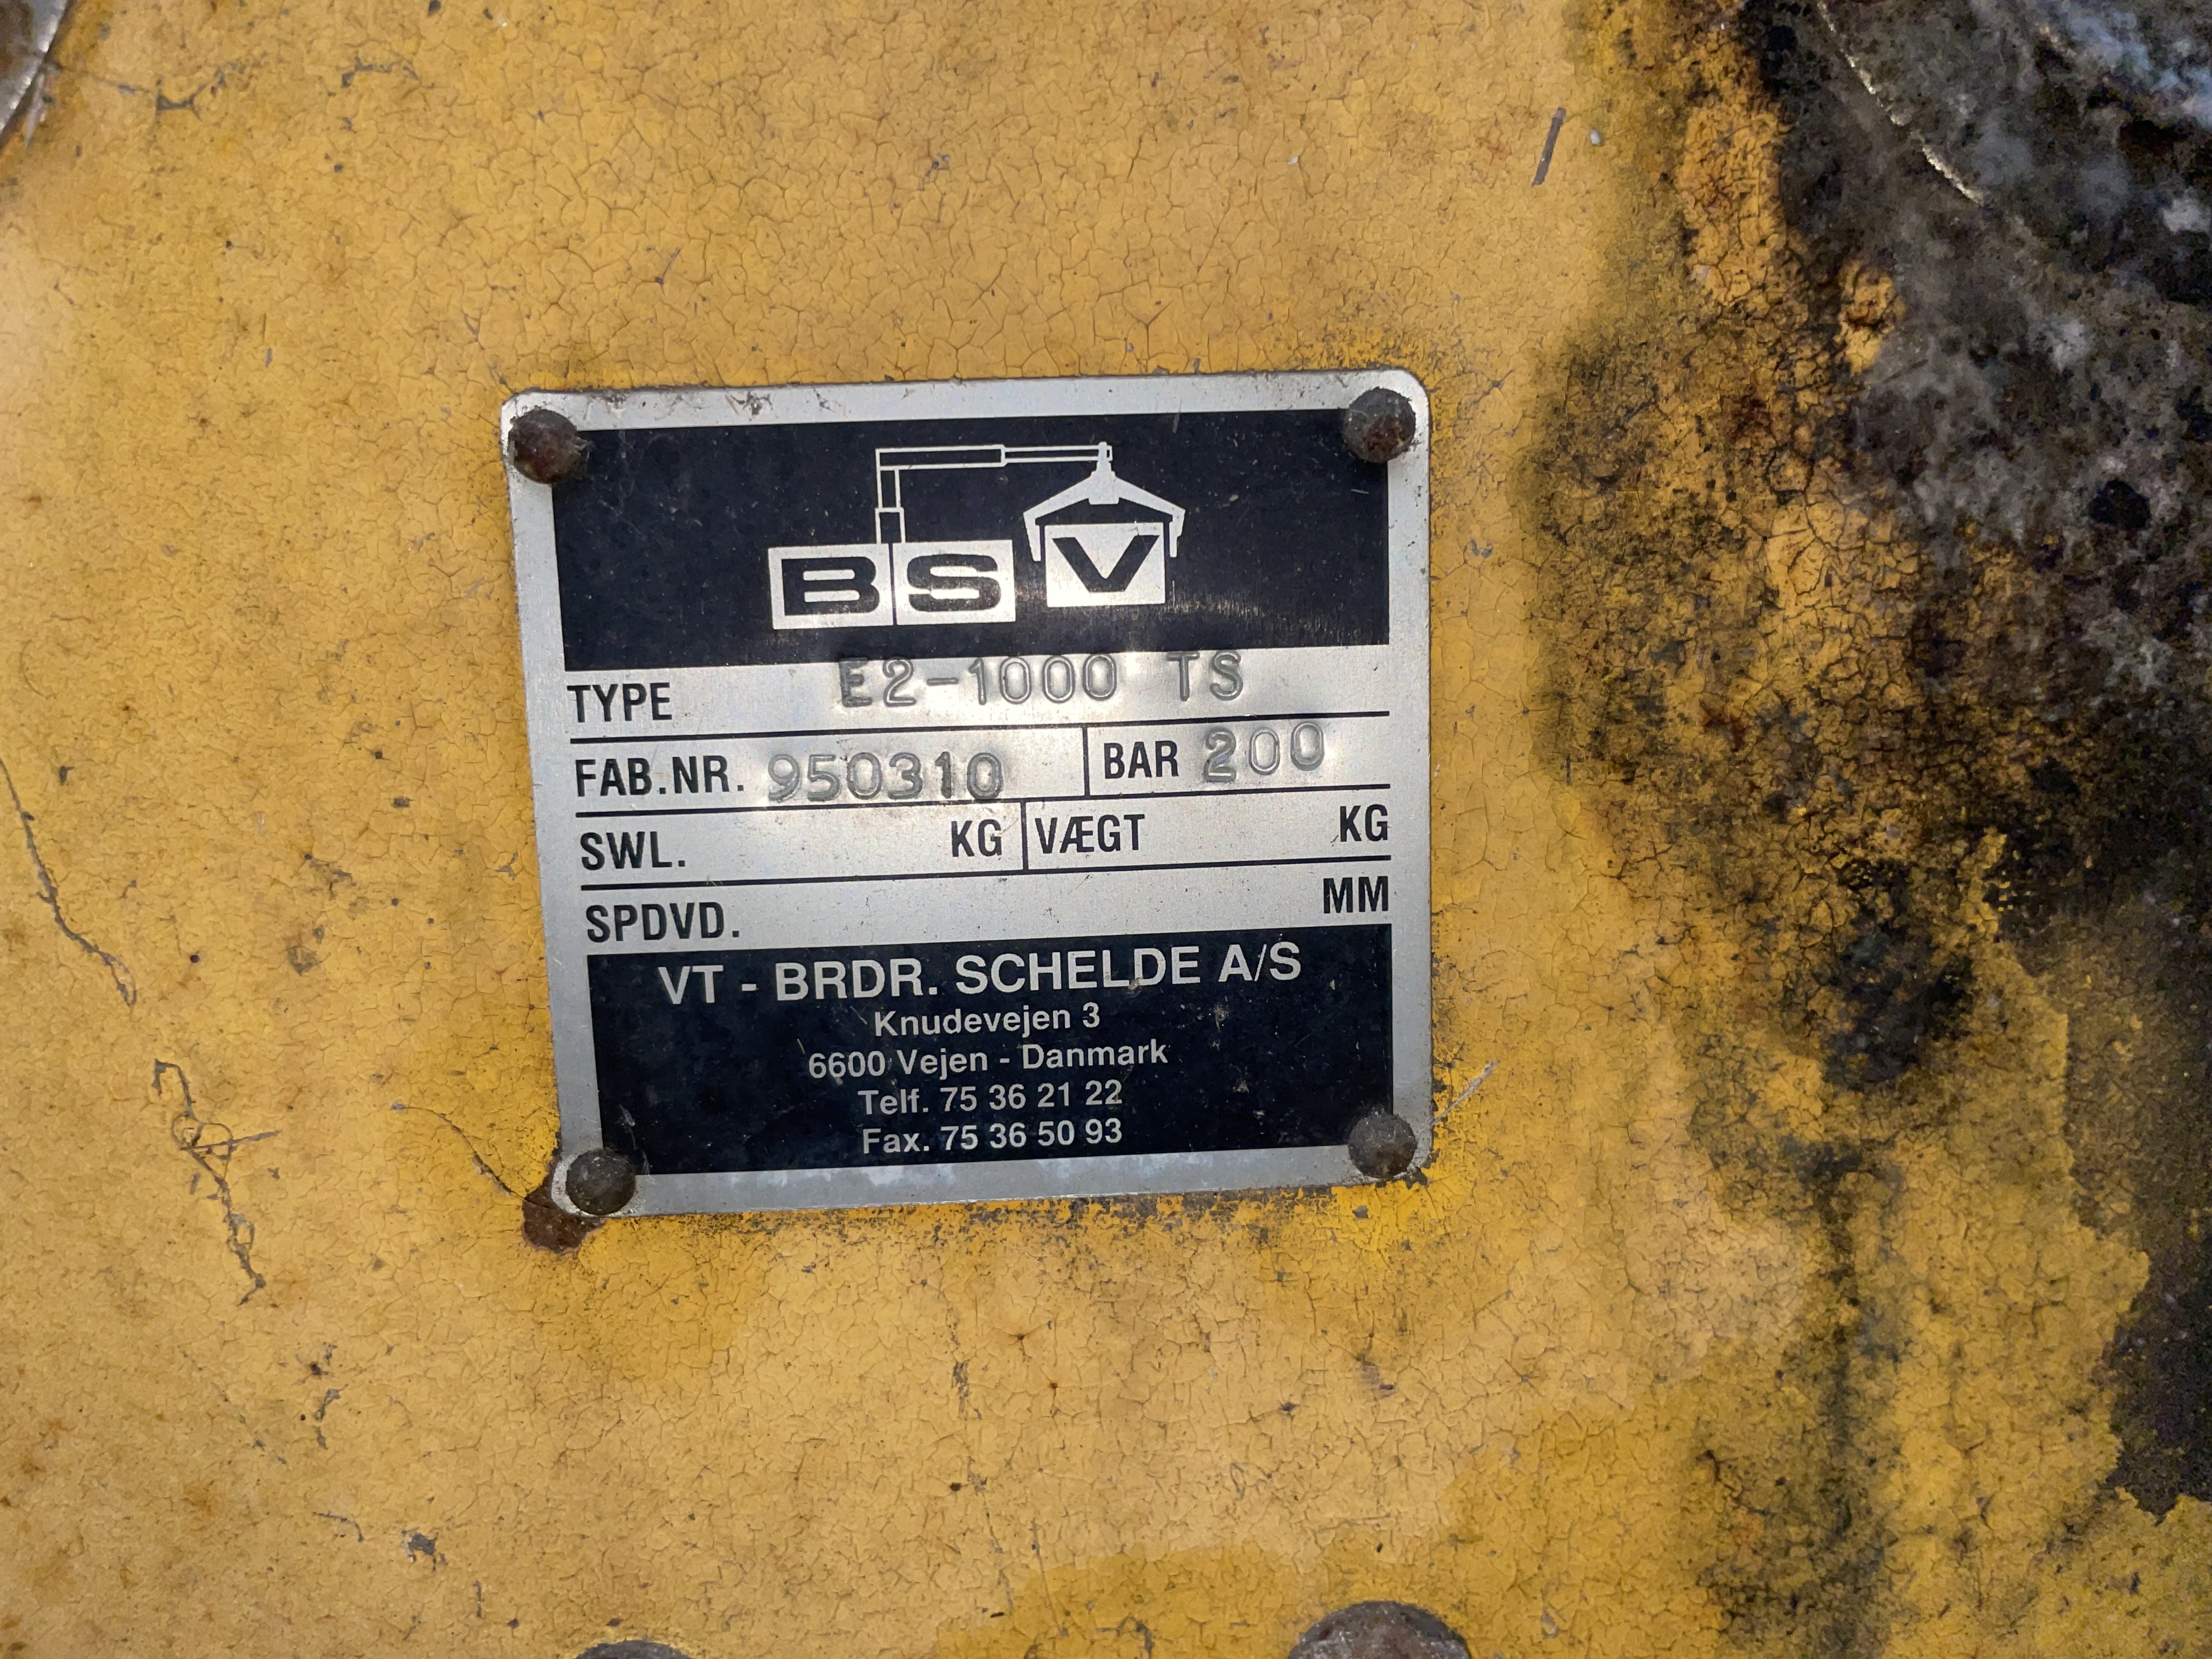 BSV
TYPE E2-1000 TS
FAB.NR. 950310 BAR 200
SWL. KG VÆGT KG
SPDVD. MM
VT - BRDR. SCHELDE A/S
Knudevejen 3
6600 Vejen - Danmark
Telf. 75 36 21 22
Fax. 75 36 50 93